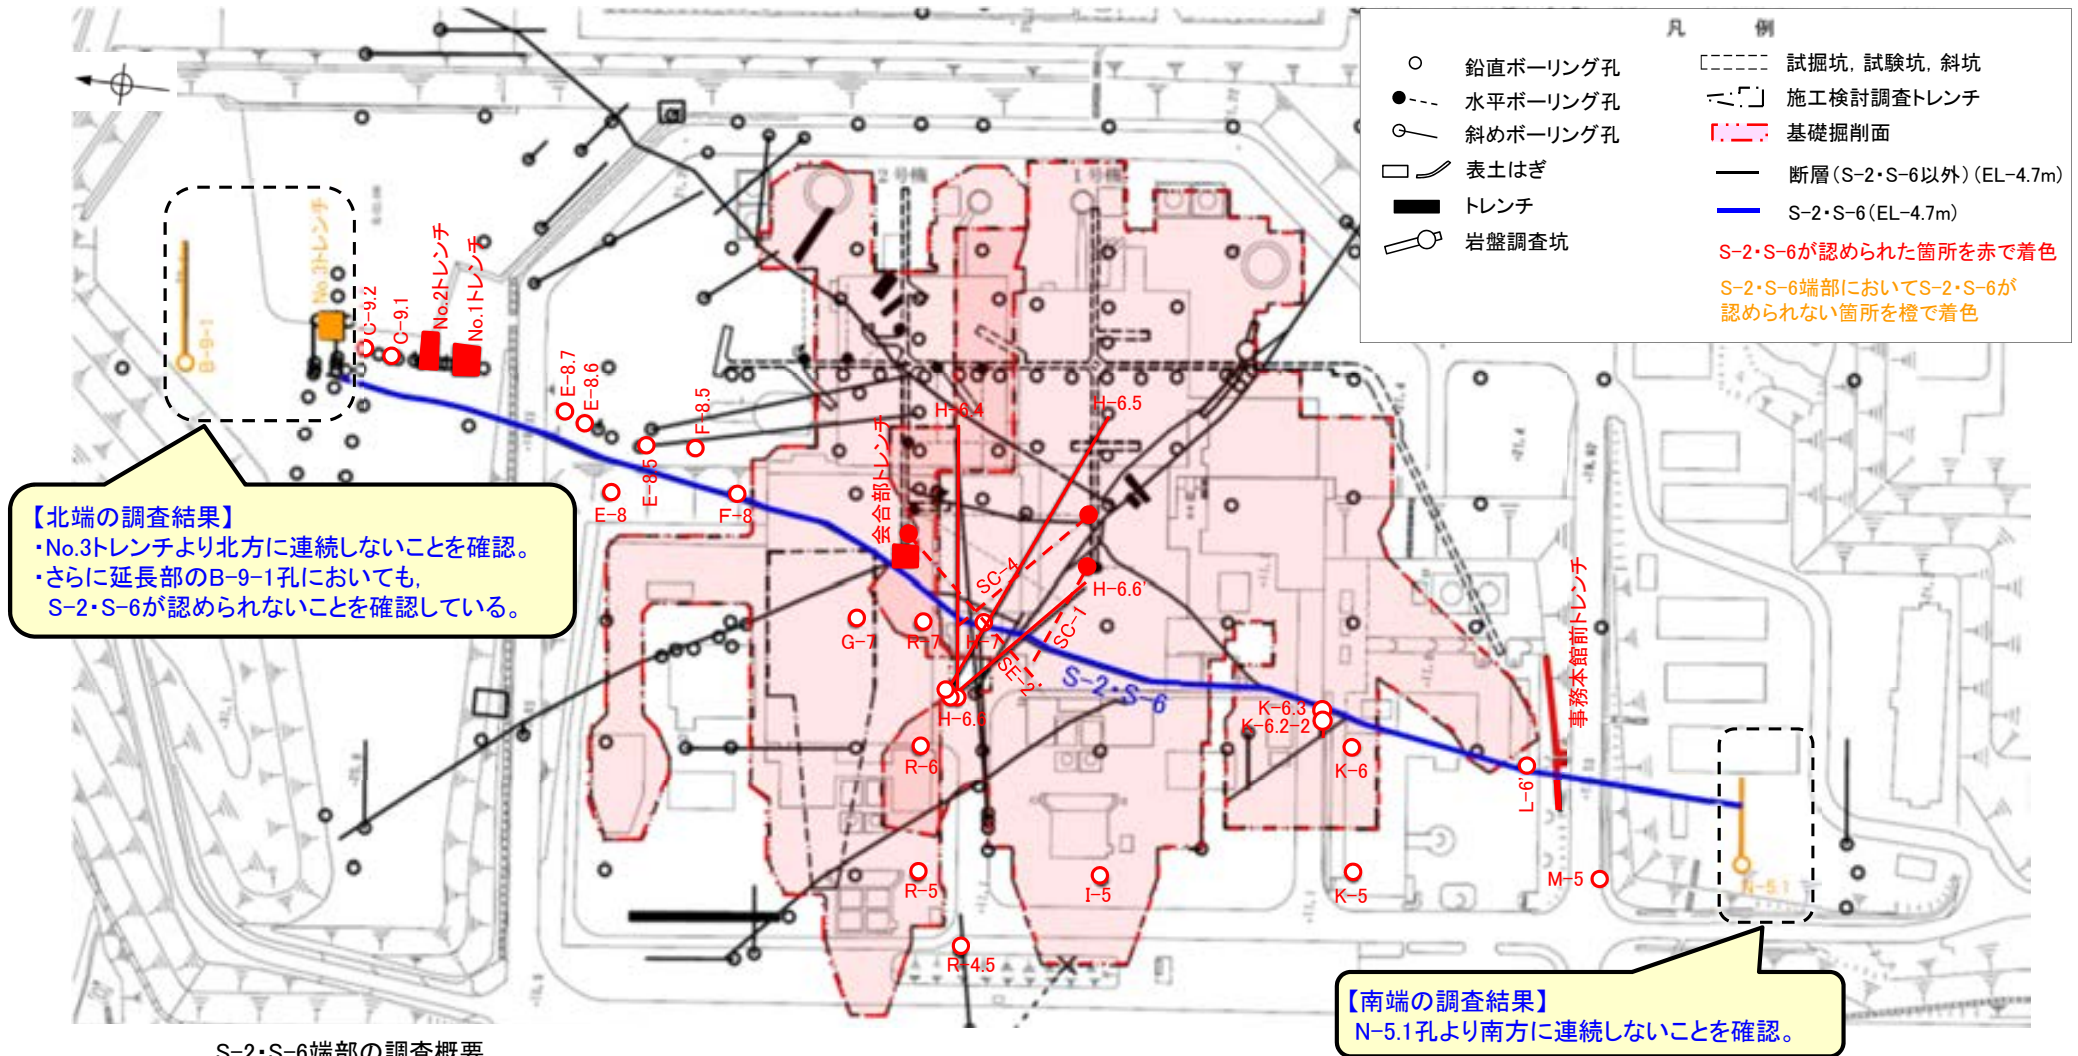 凡 例
鉛直ボーリング孔
水平ボーリング孔
斜めボーリング孔
表土はぎ
トレンチ
岩盤調査坑
試掘坑, 試験坑, 斜坑
施工検討調査トレンチ
基礎掘削面
断層(S-2・S-6以外)(EL-4.7m)
S-2・S-6(EL-4.7m)
S-2・S-6が認められた箇所を赤で着色
S-2・S-6端部においてS-2・S-6が
認められない箇所を橙で着色
2号機
1号機
B-9-1
No.3トレンチ
C-9.2
C-9.1
No.2トレンチ
No.1トレンチ
E-8.7
E-8.6
F-8.5
E-8.5
E-8
F-8
会合部トレンチ
H-6.4
H-6.5
H-6.6'
SC-4
SC-1
SE-2
G-7
R-7
H-7
H-6.6
S-2・S-6
R-6
R-5
R-4.5
I-5
K-6.3
K-6.2-2
K-6
K-5
L-6'
事務本館前トレンチ
M-5
N-5.1
【北端の調査結果】
・No.3トレンチより北方に連続しないことを確認。
・さらに延長部のB-9-1孔においても,
S-2・S-6が認められないことを確認している。
【南端の調査結果】
N-5.1孔より南方に連続しないことを確認。
S-2・S-6端部の調査概要